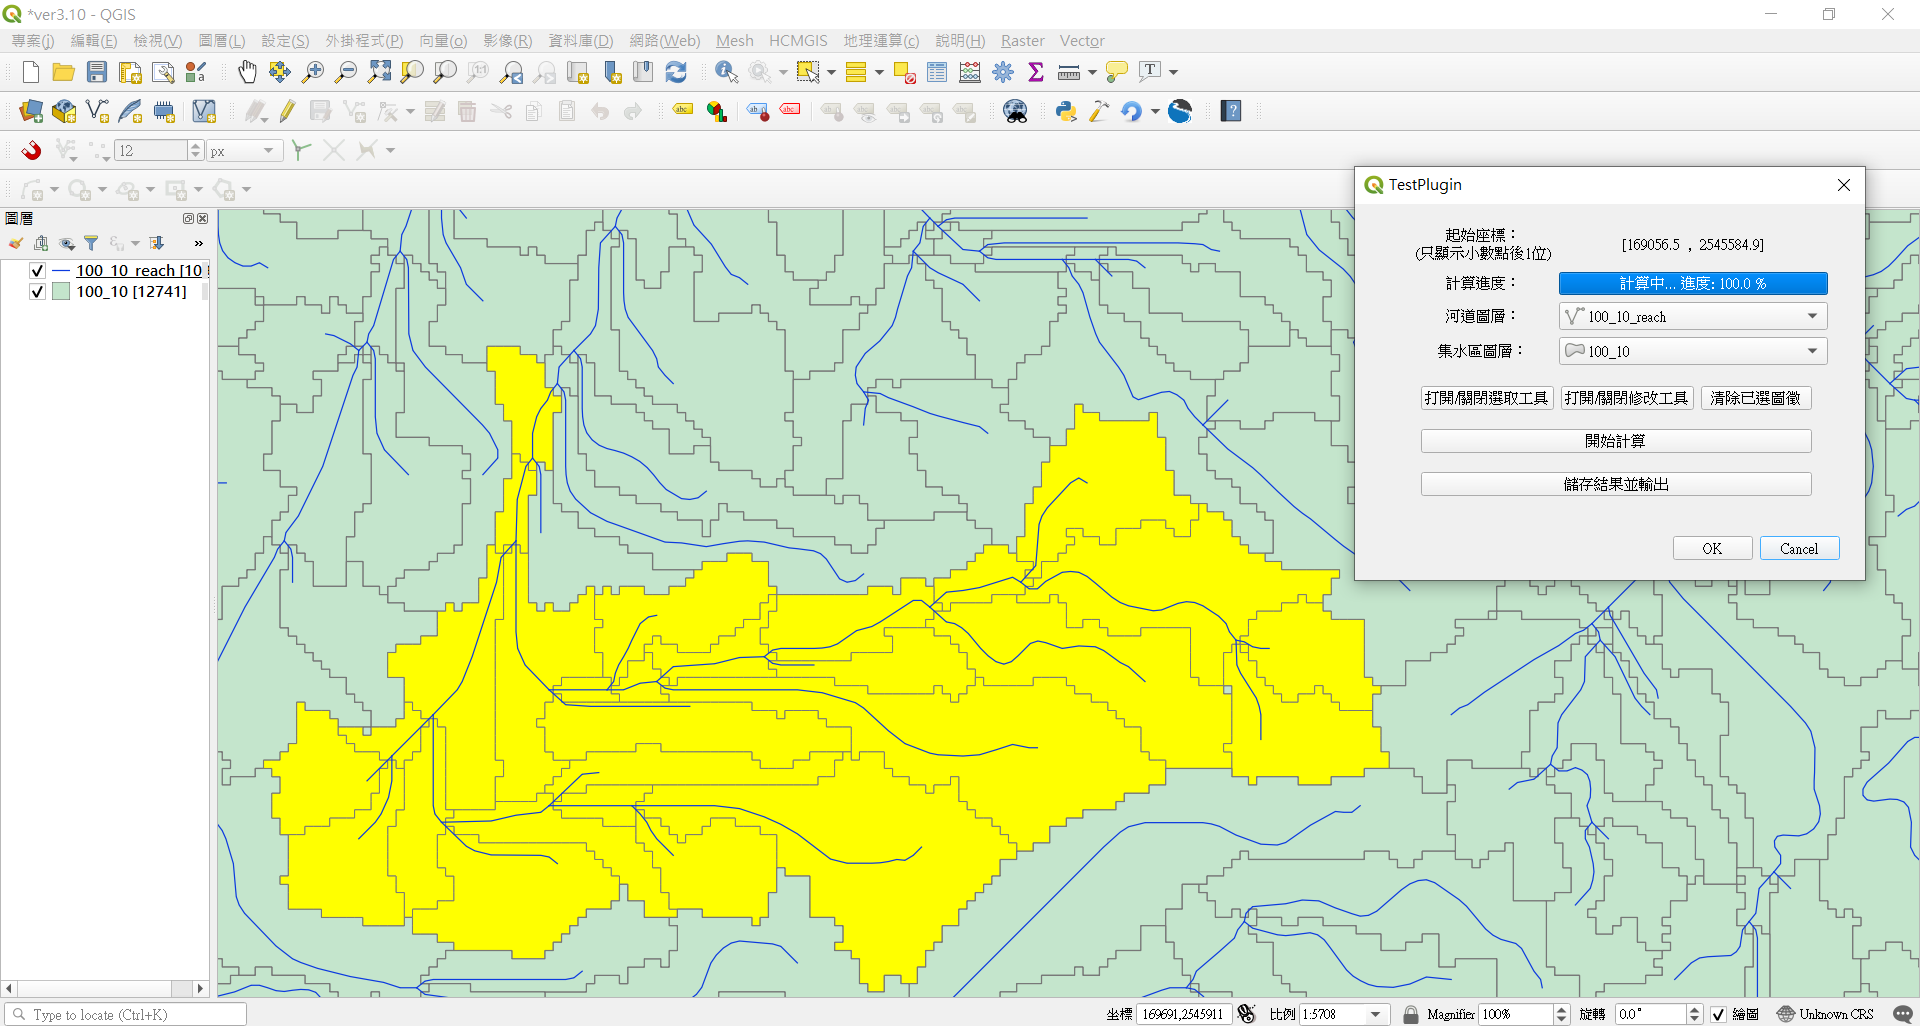 *ver3.10 - QGIS
專案(j) 編輯(E) 檢視(V) 圖層(L) 設定(S) 外掛程式(P) 向量(o) 影像(R) 資料庫(D) 網路(Web) Mesh HCMGIS 地理運算(c) 說明(H) Raster Vector
12 px
圖層
100_10_reach [10
100_10 [12741]
TestPlugin
起始座標：
(只顯示小數點後1位)
[169056.5 , 2545584.9]
計算進度：
計算中... 進度: 100.0 %
河道圖層：
100_10_reach
集水區圖層：
100_10
打開/關閉選取工具 打開/關閉修改工具 清除已選圖徵
開始計算
儲存結果並輸出
OK Cancel
Type to locate (Ctrl+K) 坐標 169691,2545911 比例 1:5708 Magnifier 100% 旋轉 0.0° 繪圖 Unknown CRS